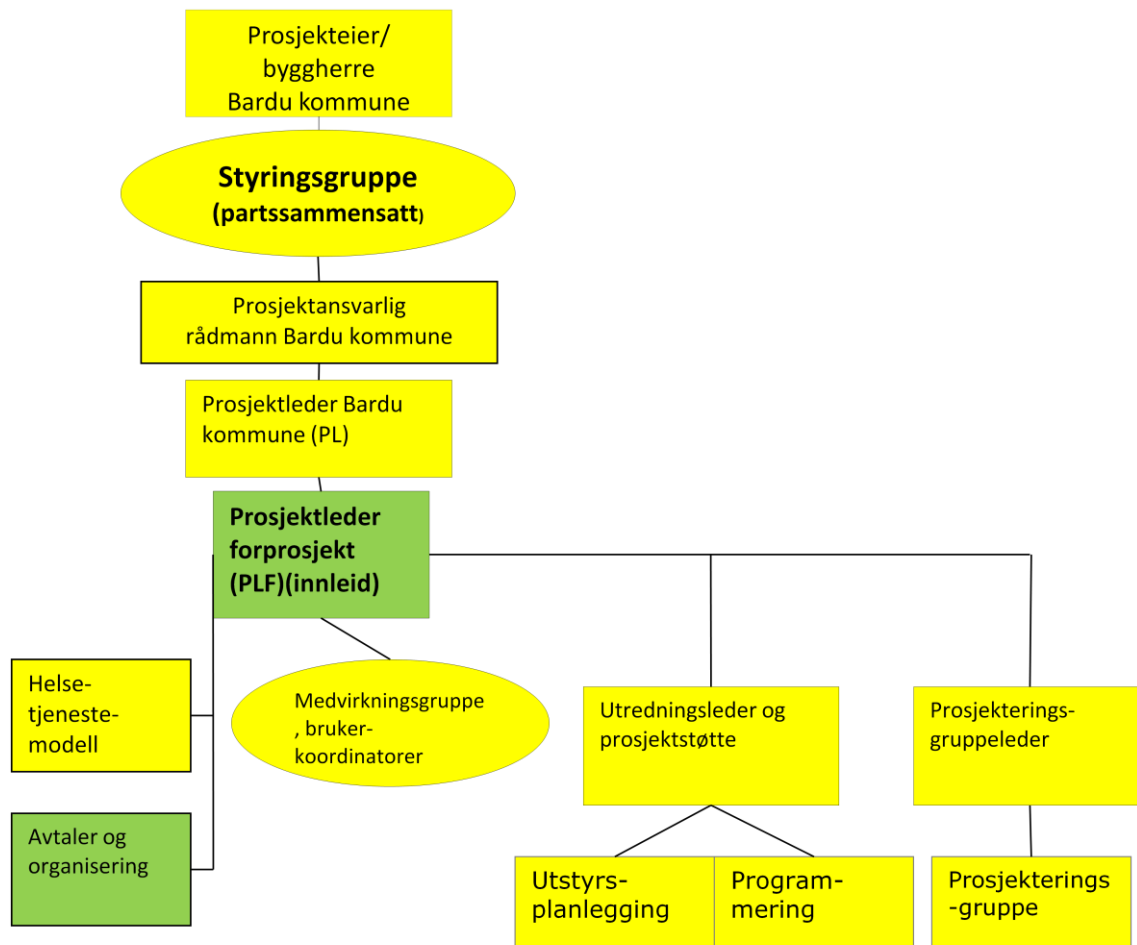 Prosjekteier/
byggherre
Bardu kommune
Styringsgruppe
(partssammensatt)
Prosjektansvarlig
rådmann Bardu kommune
Prosjektleder Bardu
kommune (PL)
Prosjektleder
forprosjekt
(PLF)(innleid)
Helse-
tjeneste-
modell
Medvirkningsgruppe
, bruker-
koordinatorer
Utredningsleder og
prosjektstøtte
Prosjekterings-
gruppeleder
Avtaler og
organisering
Utstyrs-
planlegging
Program-
mering
Prosjekterings
-gruppe